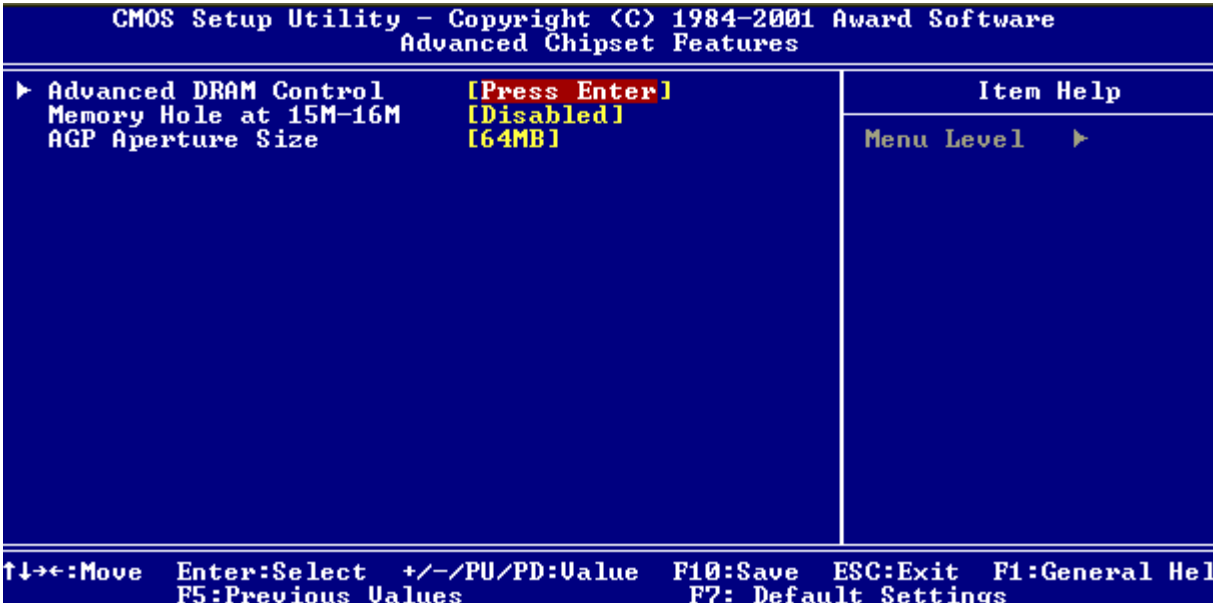 CMOS Setup Utility - Copyright (C) 1984-2001 Award Software
Advanced Chipset Features
▶ Advanced DRAM Control [Press Enter]
Memory Hole at 15M-16M [Disabled]
AGP Aperture Size [64MB]
Item Help
Menu Level ▶
↑↓→←:Move Enter:Select +/-/PU/PD:Value F10:Save ESC:Exit F1:General Hel
F5:Previous Values F7: Default Settings